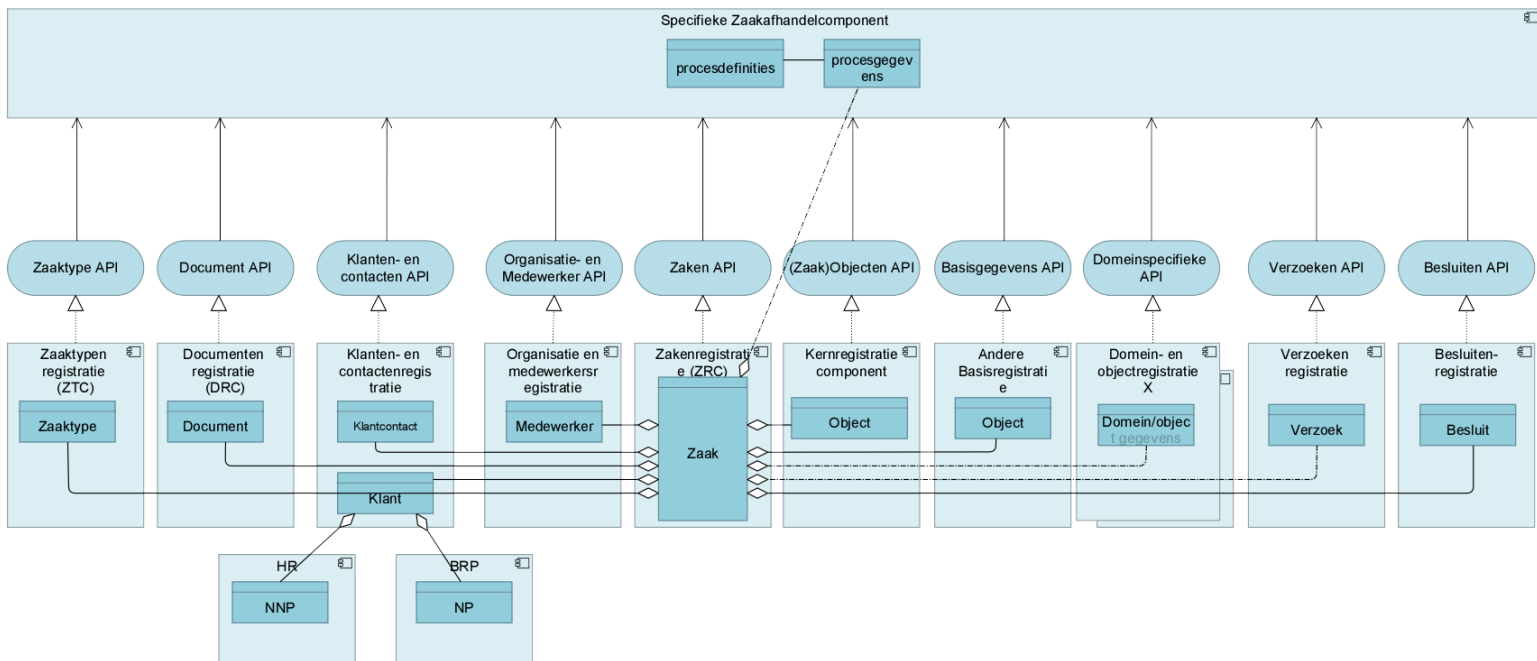 Specifieke Zaakafhandelcomponent
procesdefinities
procesgegev
ens
Zaaktype API
Document API
Klanten- en
contacten API
Organisatie- en
Medewerker API
Zaken API
(Zaak)Objecten API
Basisgegevens API
Domeinspecifieke
API
Verzoeken API
Besluiten API
Zaaktypen
registratie
(ZTC)
Documenten
registratie
(DRC)
Klanten- en
contactenregis
tratie
Organisatie en
medewerkersr
egistratie
Zakenregistrati
e (ZRC)
Kernregistratie
component
Andere
Basisregistrati
e
Domein- en
objectregistratie
X
Verzoeken
registratie
Besluiten-
registratie
Zaaktype
Document
Klantcontact
Medewerker
Zaak
Object
Object
Domein/objec
t gegevens
Verzoek
Besluit
Klant
HR
NNP
BRP
NP